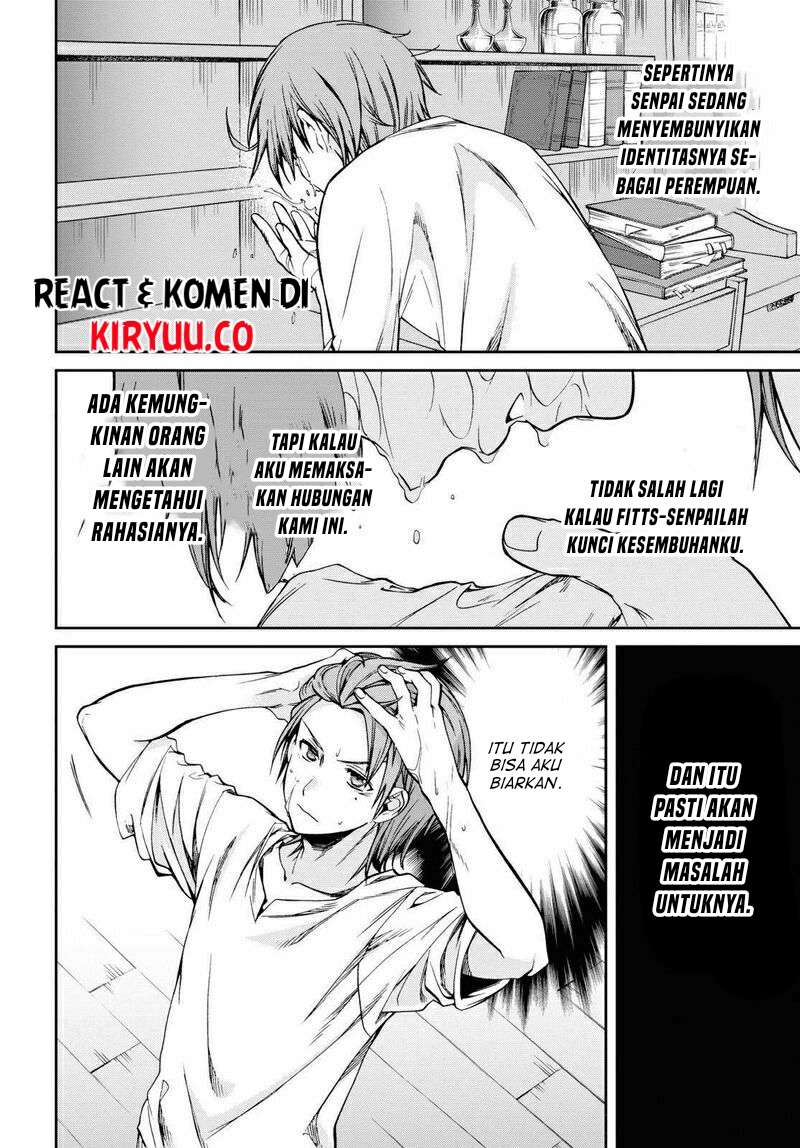 SEPERTINYA
SENPAI SEDANG
MENYEMBUNYIKAN
IDENTITASNYA SE-
BAGAI PEREMPUAN.
REACT & KOMEN DI
KIRYUU.CO
TIDAK SALAH LAGI
KALAU FITTS-SENPAILAH
KUNCI KESEMBUHANKU.
TAPI KALAU
AKU MEMAKSA-
KAN HUBUNGAN
KAMI INI.
ADA KEMUNG-
KINAN ORANG
LAIN AKAN
MENGETAHUI
RAHASIANYA.
DAN ITU
PASTI AKAN
MENJADI
MASALAH
UNTUKNYA.
ITU TIDAK
BISA AKU
BIARKAN.